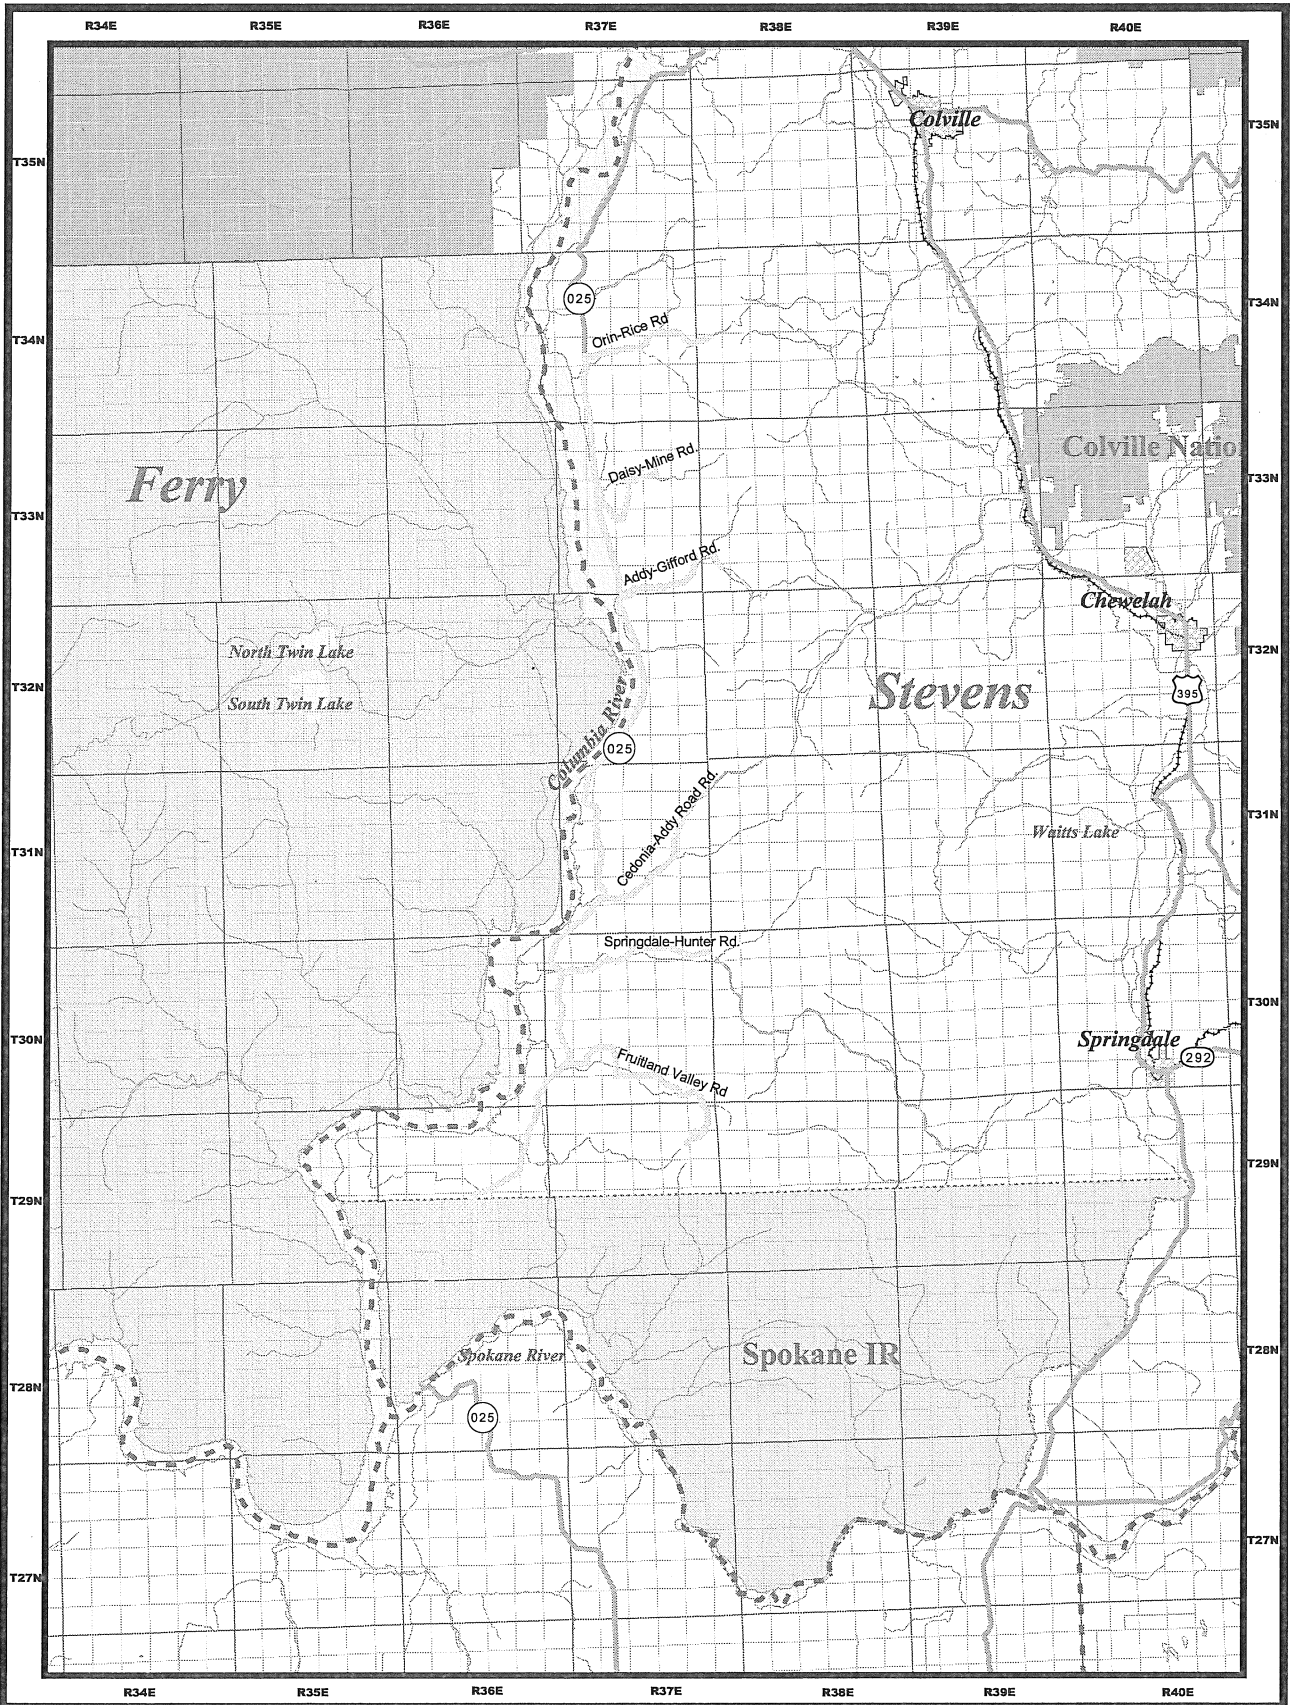 R34E R35E R36E R37E R38E R39E R40E
Colville
T35N
T35N
025
T34N
Orin-Rice Rd
T34N
Colville Natio
Daisy-Mine Rd.
Ferry
T33N
T33N
Addy-Gifford Rd.
Chewelah
North Twin Lake
T32N
T32N
Stevens
395
South Twin Lake
Columbia River
025
Cedonia-Addy Road Rd.
T31N
Waitts Lake
T31N
Springdale-Hunter Rd.
T30N
T30N
Springdale
292
Fruitland Valley Rd
T29N
T29N
Spokane River
Spokane IR
T28N
T28N
025
T27N
T27N
R34E R35E R36E R37E R38E R39E R40E